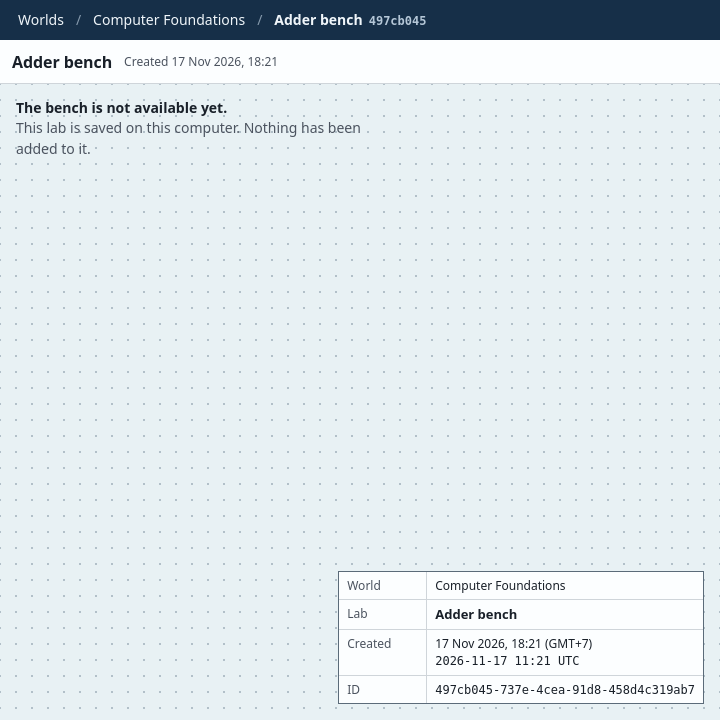 Worlds / Computer Foundations / Adder bench 497cb045
Adder bench Created 17 Nov 2026, 18:21
The bench is not available yet.
This lab is saved on this computer. Nothing has been
added to it.
World Computer Foundations
Lab Adder bench
Created 17 Nov 2026, 18:21 (GMT+7)
2026-11-17 11:21 UTC
ID 497cb045-737e-4cea-91d8-458d4c319ab7